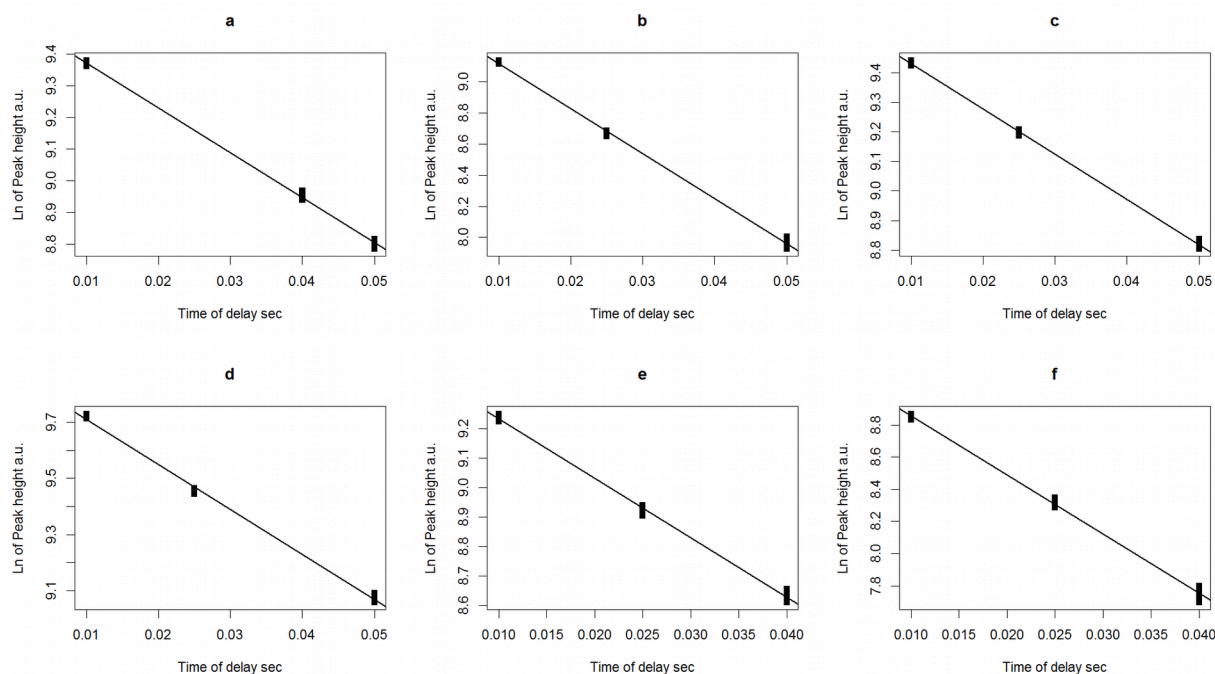 a
Ln of Peak height a.u.
8.8 8.9 9.0 9.1 9.2 9.3 9.4
0.01 0.02 0.03 0.04 0.05
Time of delay sec
b
Ln of Peak height a.u.
8.0 8.2 8.4 8.6 8.8 9.0
0.01 0.02 0.03 0.04 0.05
Time of delay sec
c
Ln of Peak height a.u.
8.8 8.9 9.0 9.1 9.2 9.3 9.4
0.01 0.02 0.03 0.04 0.05
Time of delay sec
d
Ln of Peak height a.u.
9.1 9.3 9.5 9.7
0.01 0.02 0.03 0.04 0.05
Time of delay sec
e
Ln of Peak height a.u.
8.6 8.7 8.8 8.9 9.0 9.1 9.2
0.010 0.015 0.020 0.025 0.030 0.035 0.040
Time of delay sec
f
Ln of Peak height a.u.
7.8 8.0 8.2 8.4 8.6 8.8
0.010 0.015 0.020 0.025 0.030 0.035 0.040
Time of delay sec